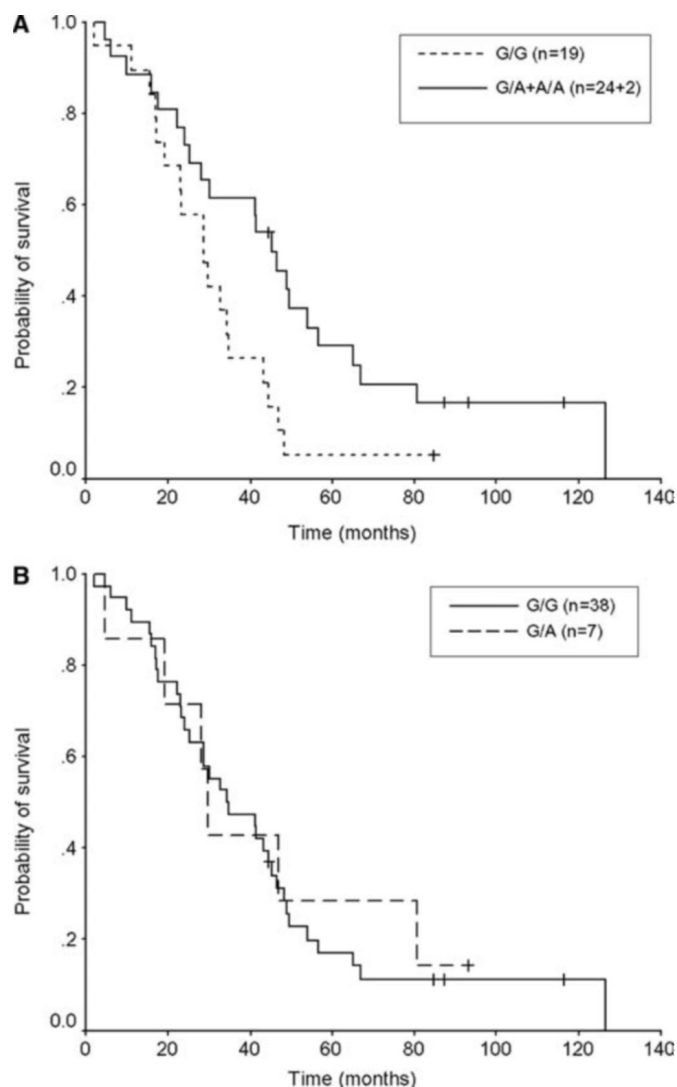 A
1.0
.8
.6
.4
.2
0.0
Probability of survival
G/G (n=19)
G/A+A/A (n=24+2)
0 20 40 60 80 100 120 140
Time (months)
B
1.0
.8
.6
.4
.2
0.0
Probability of survival
G/G (n=38)
G/A (n=7)
0 20 40 60 80 100 120 140
Time (months)